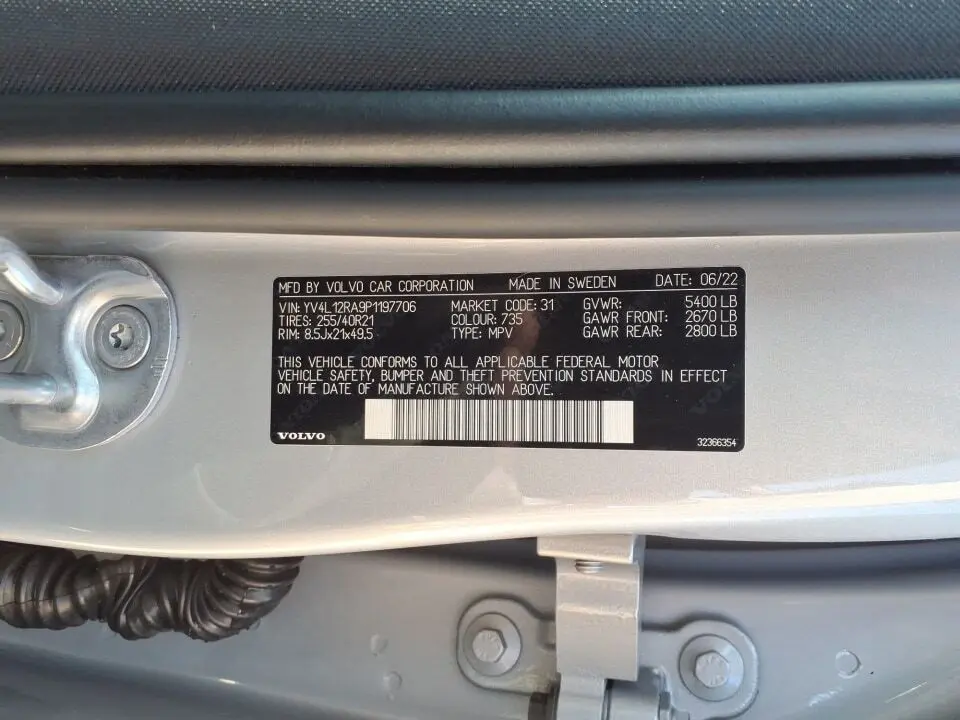 MFD BY VOLVO CAR CORPORATION MADE IN SWEDEN DATE: 06/22
VIN: YV4L12RA9P1197706 MARKET CODE: 31 GVWR: 5400 LB
TIRES: 255/40R21 COLOUR: 735 GAWR FRONT: 2670 LB
RIM: 8.5Jx21x49.5 TYPE: MPV GAWR REAR: 2800 LB
THIS VEHICLE CONFORMS TO ALL APPLICABLE FEDERAL MOTOR
VEHICLE SAFETY, BUMPER AND THEFT PREVENTION STANDARDS IN EFFECT
ON THE DATE OF MANUFACTURE SHOWN ABOVE.
VOLVO 32366354